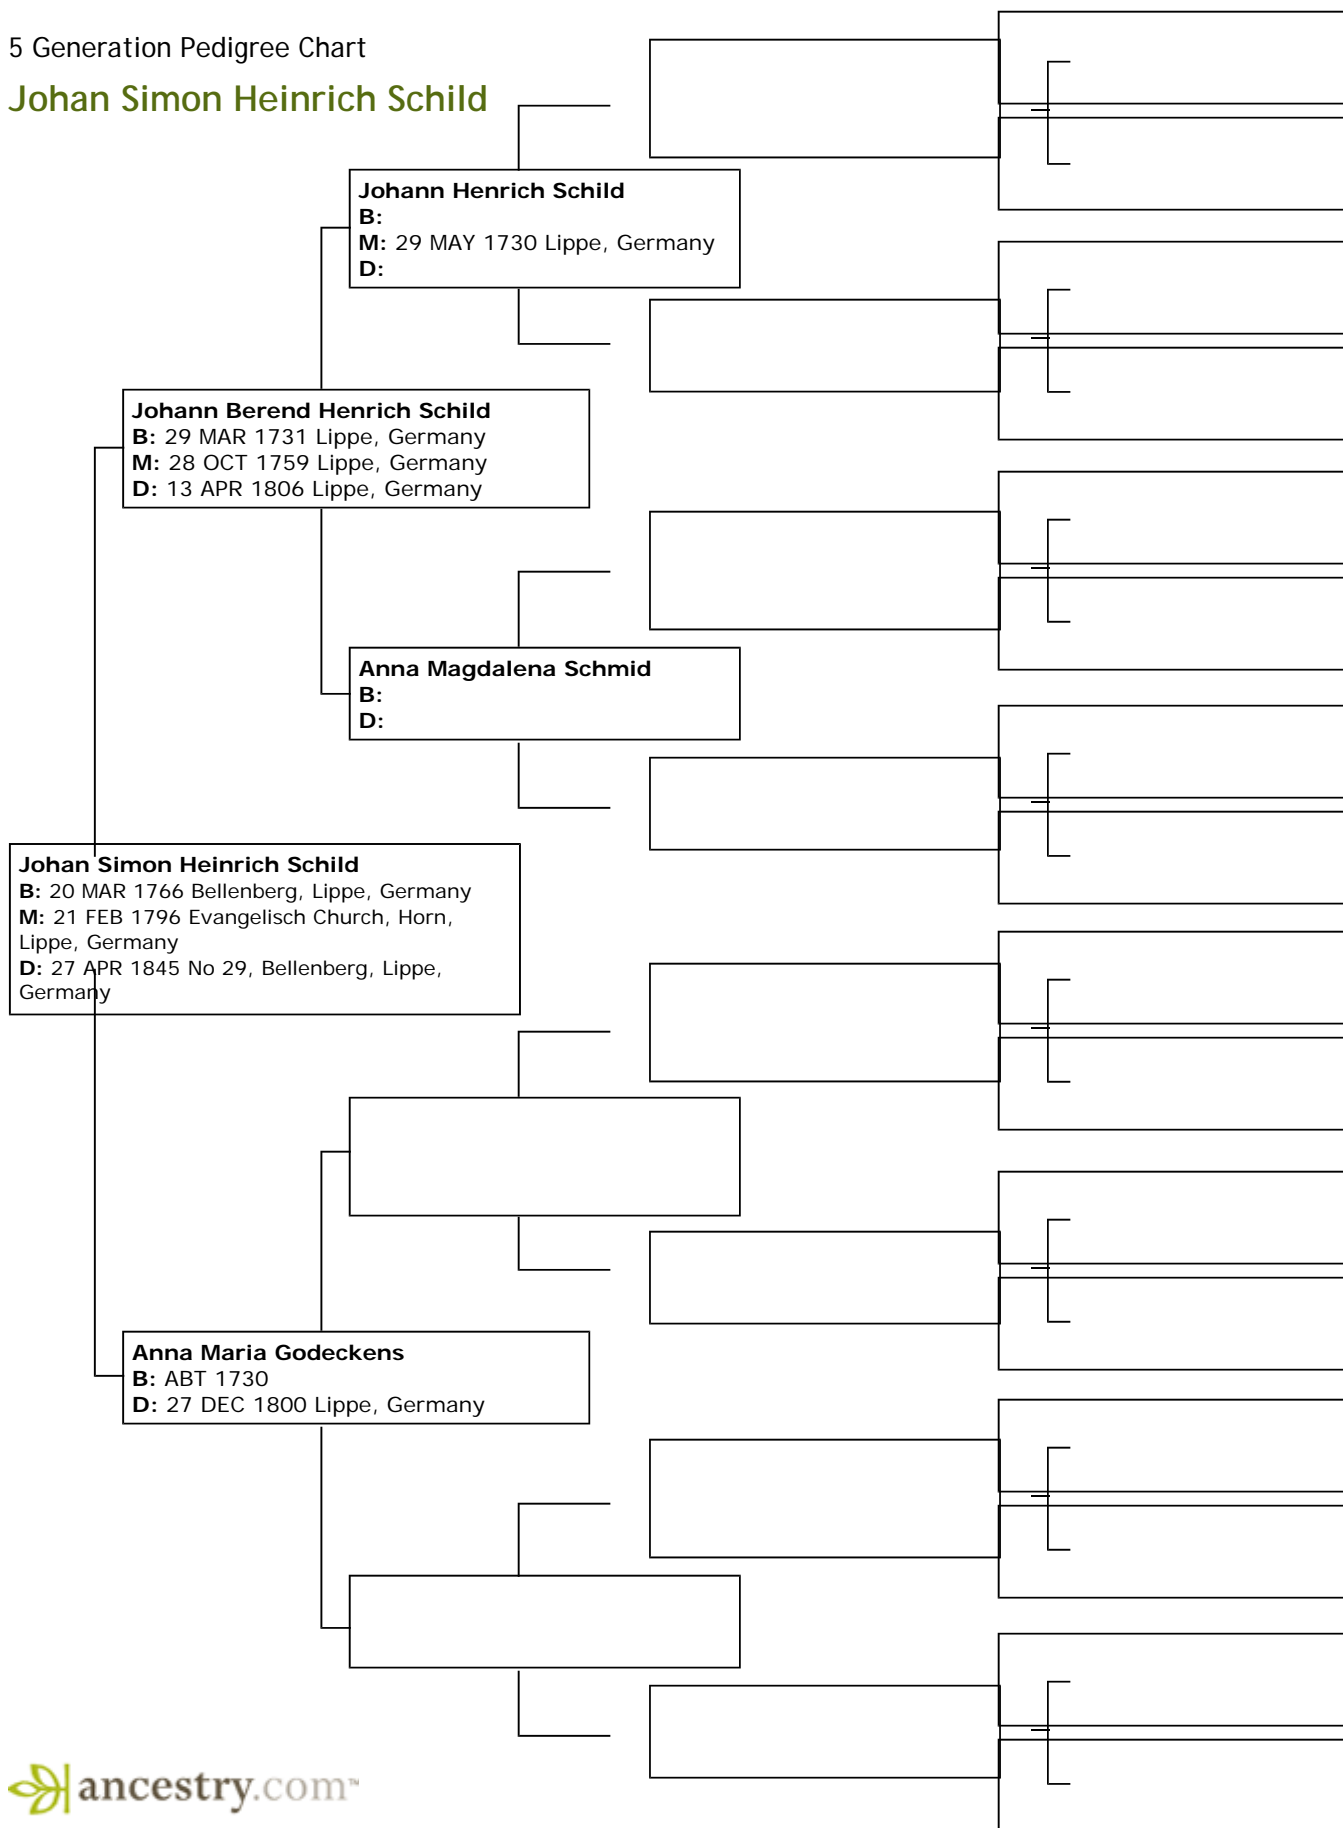 5 Generation Pedigree Chart
Johan Simon Heinrich Schild
Johann Henrich Schild
B:
M: 29 MAY 1730 Lippe, Germany
D:
Johann Berend Henrich Schild
B: 29 MAR 1731 Lippe, Germany
M: 28 OCT 1759 Lippe, Germany
D: 13 APR 1806 Lippe, Germany
Anna Magdalena Schmid
B:
D:
Johan Simon Heinrich Schild
B: 20 MAR 1766 Bellenberg, Lippe, Germany
M: 21 FEB 1796 Evangelisch Church, Horn,
Lippe, Germany
D: 27 APR 1845 No 29, Bellenberg, Lippe,
Germany
Anna Maria Godeckens
B: ABT 1730
D: 27 DEC 1800 Lippe, Germany
ancestry.com™